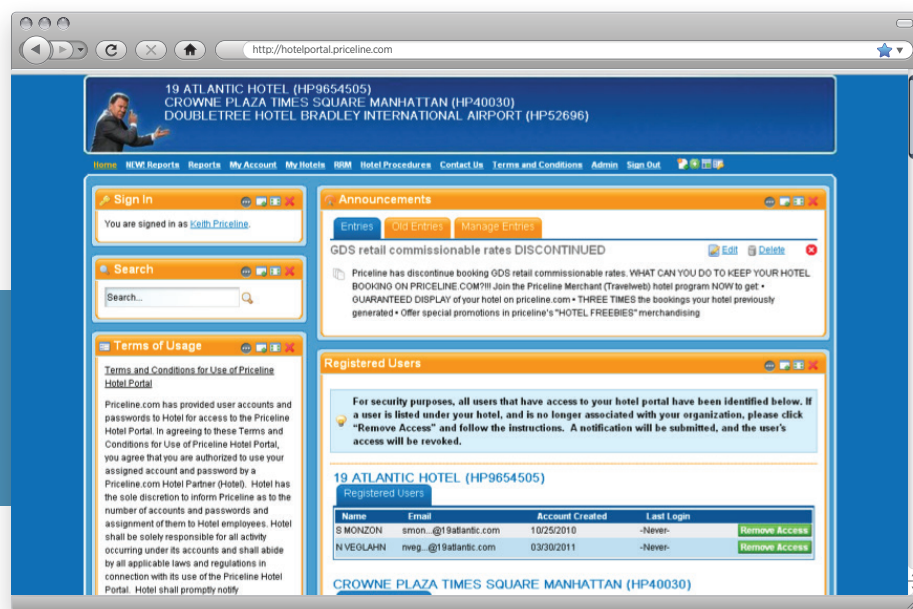 http://hotelportal.priceline.com
19 ATLANTIC HOTEL (HP9654505)
CROWNE PLAZA TIMES SQUARE MANHATTAN (HP40030)
DOUBLETREE HOTEL BRADLEY INTERNATIONAL AIRPORT (HP52696)
Home NEW! Reports Reports My Account My Hotels RRM Hotel Procedures Contact Us Terms and Conditions Admin Sign Out
Sign In
You are signed in as Keith Priceline.
Search
Search...
Terms of Usage
Terms and Conditions for Use of Priceline
Hotel Portal
Priceline.com has provided user accounts and
passwords to Hotel for access to the Priceline
Hotel Portal. In agreeing to these Terms and
Conditions for Use of Priceline Hotel Portal,
you agree that you are authorized to use your
assigned account and password by a
Priceline.com Hotel Partner (Hotel). Hotel has
the sole discretion to inform Priceline as to the
number of accounts and passwords and
assignment of them to Hotel employees. Hotel
shall be solely responsible for all activity
occurring under its accounts and shall abide
by all applicable laws and regulations in
connection with its use of the Priceline Hotel
Portal. Hotel shall promptly notify
Announcements
Entries Old Entries Manage Entries
GDS retail commissionable rates DISCONTINUED Edit Delete
Priceline has discontinue booking GDS retail commissionable rates. WHAT CAN YOU DO TO KEEP YOUR HOTEL
BOOKING ON PRICELINE.COM?!!! Join the Priceline Merchant (Travelweb) hotel program NOW to get: •
GUARANTEED DISPLAY of your hotel on priceline.com • THREE TIMES the bookings your hotel previously
generated • Offer special promotions in priceline's "HOTEL FREEBIES" merchandising
Registered Users
For security purposes, all users that have access to your hotel portal have been identified below. If
a user is listed under your hotel, and is no longer associated with your organization, please click
"Remove Access" and follow the instructions. A notification will be submitted, and the user's
access will be revoked.
19 ATLANTIC HOTEL (HP9654505)
Registered Users
Name Email Account Created Last Login
S MONZON smon...@19atlantic.com 10/25/2010 -Never- Remove Access
N VEGLAHN nveg...@19atlantic.com 03/30/2011 -Never- Remove Access
CROWNE PLAZA TIMES SQUARE MANHATTAN (HP40030)